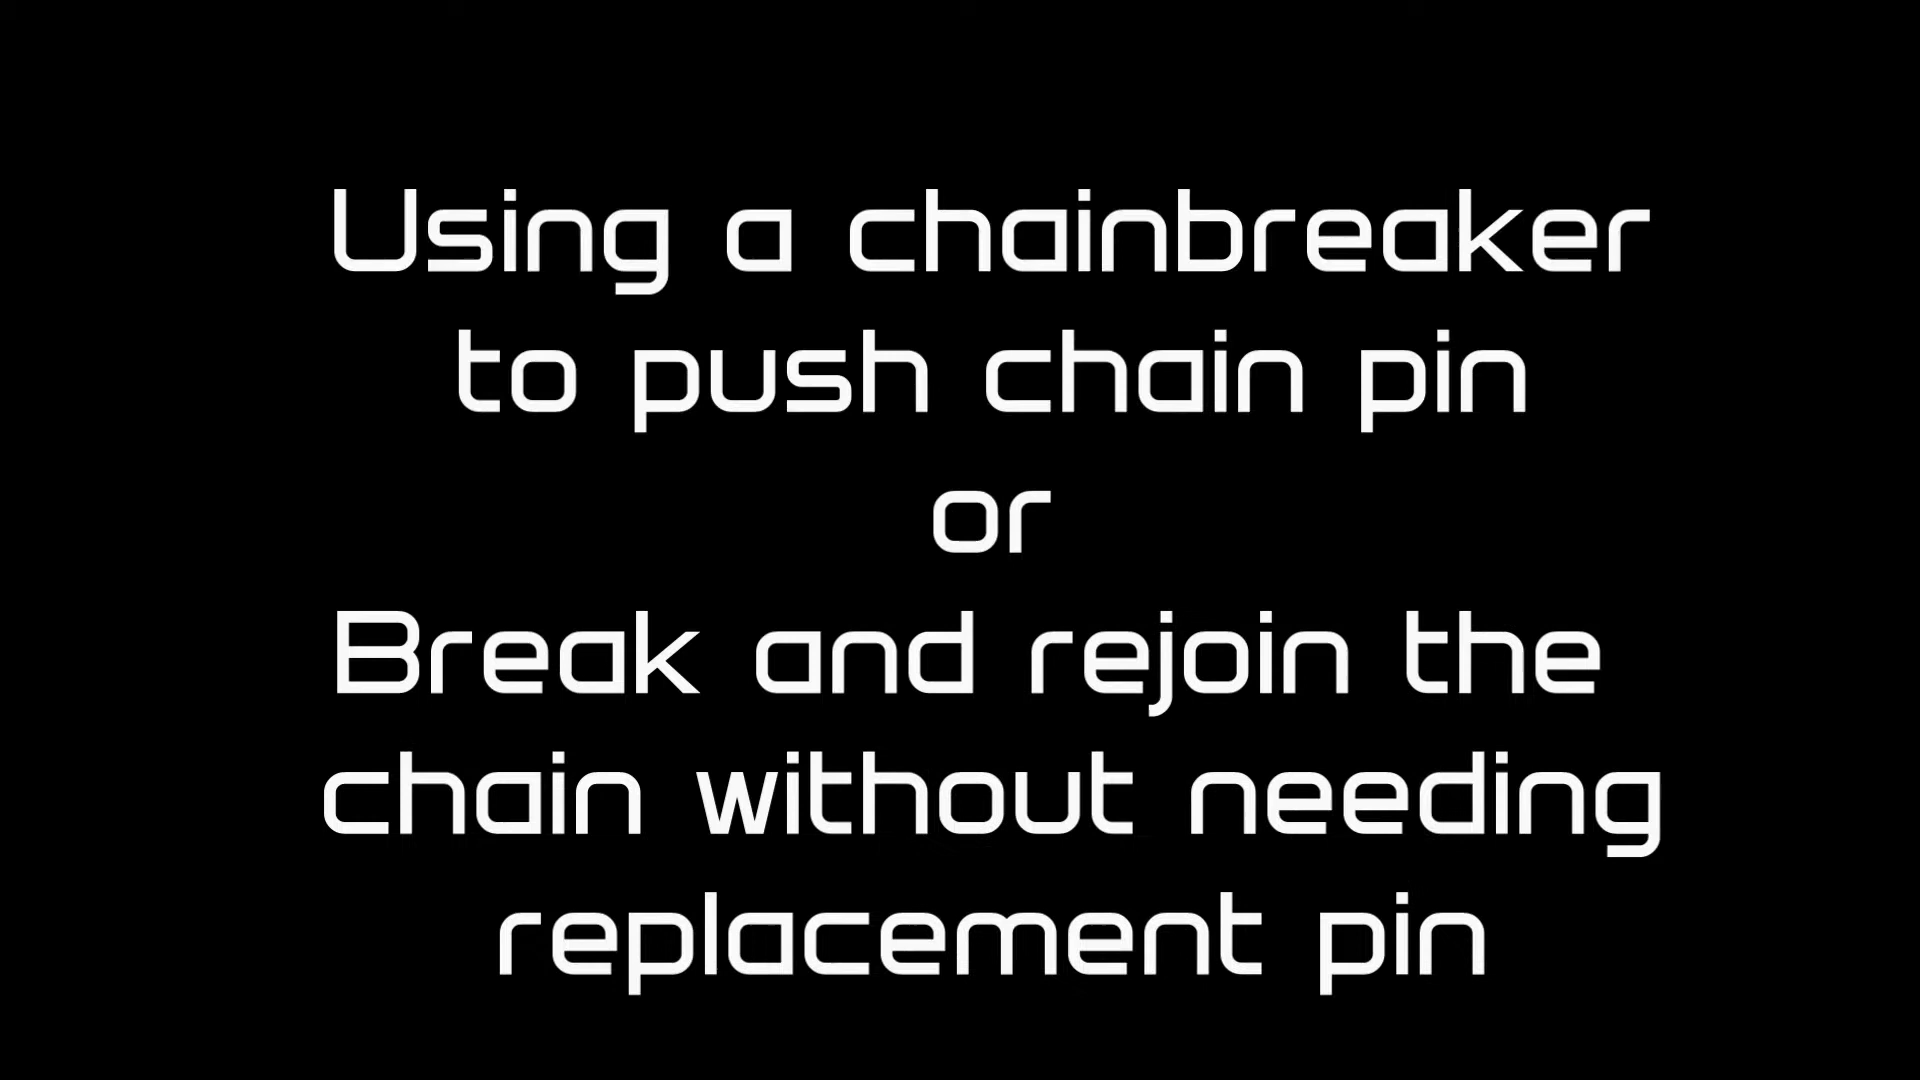 Using a chainbreaker
to push chain pin
or
Break and rejoin the
chain without needing
replacement pin